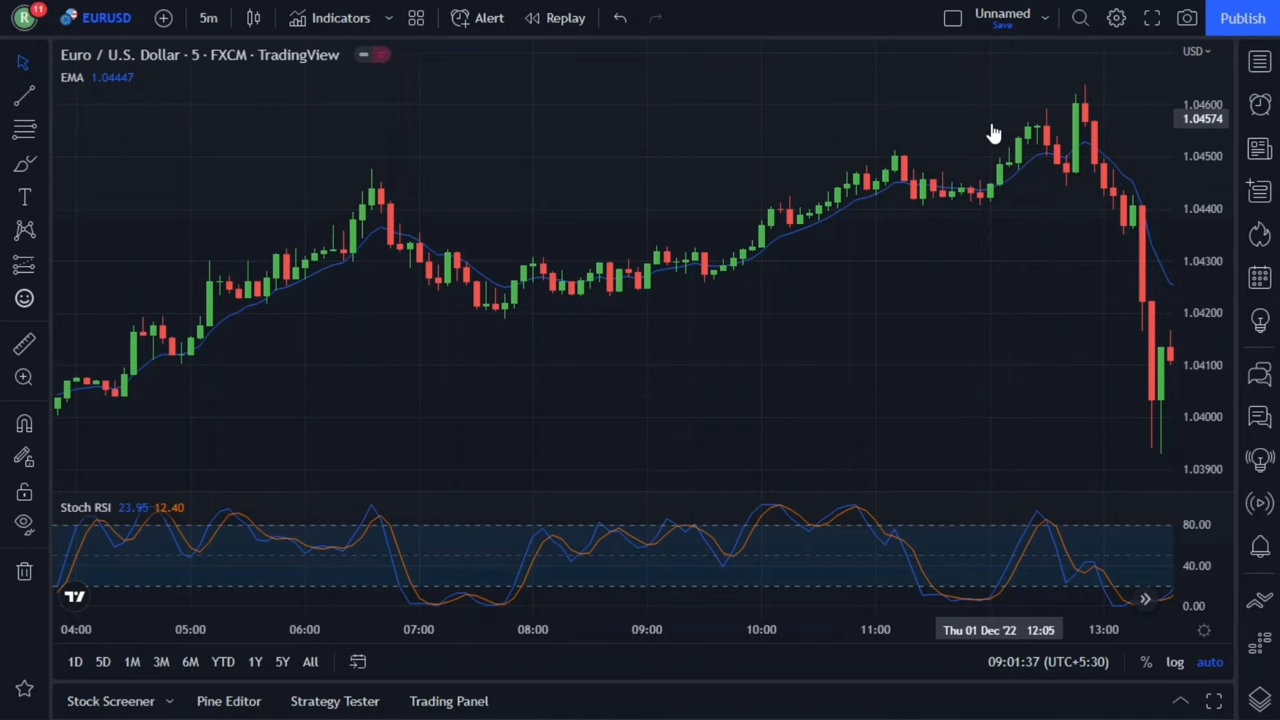 R 11 EURUSD 5m Indicators Alert Replay Unnamed Save Publish
Euro / U.S. Dollar · 5 · FXCM · TradingView
USD
EMA 1.04447
1.04600
1.04574
1.04500
1.04400
1.04300
1.04200
1.04100
1.04000
1.03900
Stoch RSI 23.95 12.40
80.00
40.00
0.00
04:00 05:00 06:00 07:00 08:00 09:00 10:00 11:00 Thu 01 Dec '22 12:05 13:00
1D 5D 1M 3M 6M YTD 1Y 5Y All 09:01:37 (UTC+5:30) % log auto
Stock Screener Pine Editor Strategy Tester Trading Panel